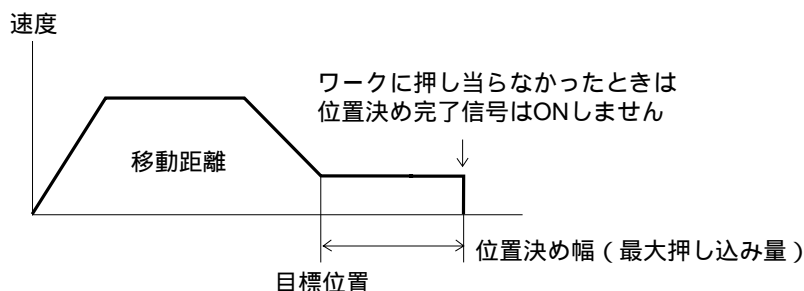 速度
ワークに押し当らなかったときは
位置決め完了信号はONしません
移動距離
位置決め幅(最大押し込み量)
目標位置